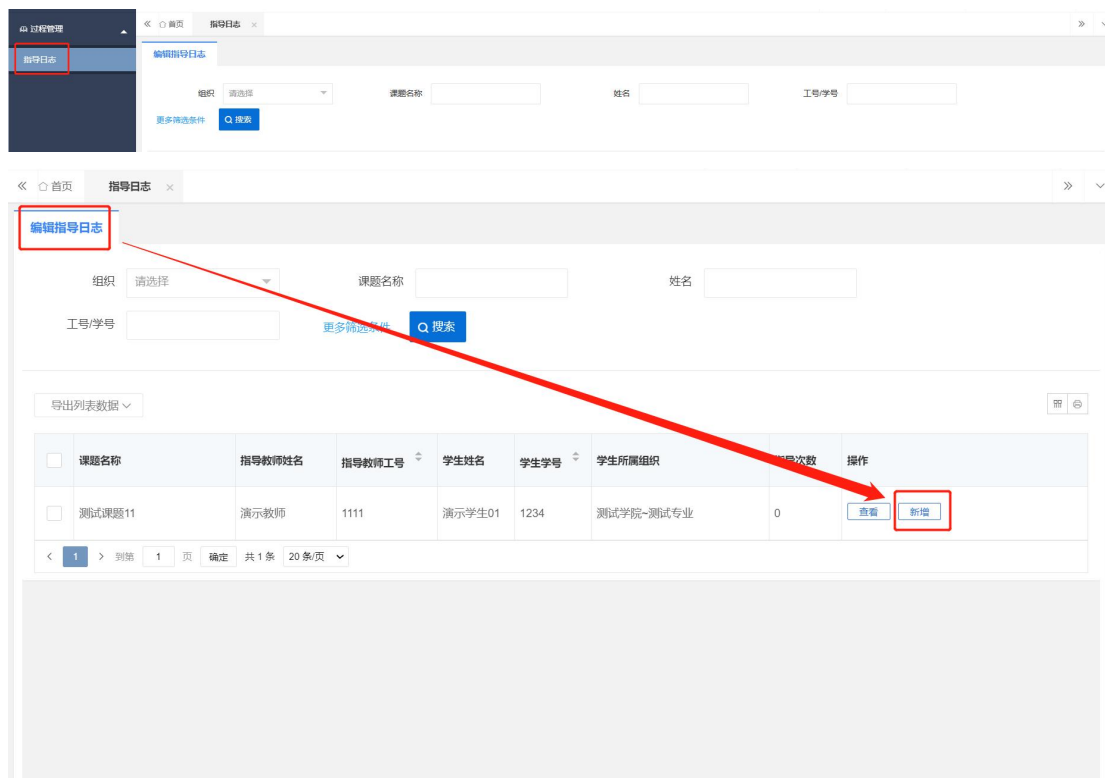 过程管理
首页 指导日志
指导日志
编辑指导日志
组织 请选择 课题名称 姓名 工号/学号
更多筛选条件 搜索
首页 指导日志
编辑指导日志
组织 请选择 课题名称 姓名
工号/学号 更多筛选条件 搜索
导出列表数据
课题名称 指导教师姓名 指导教师工号 学生姓名 学生学号 学生所属组织 指导次数 操作
测试课题11 演示教师 1111 演示学生01 1234 测试学院~测试专业 0 查看 新增
1 到第 1 页 确定 共 1 条 20 条/页